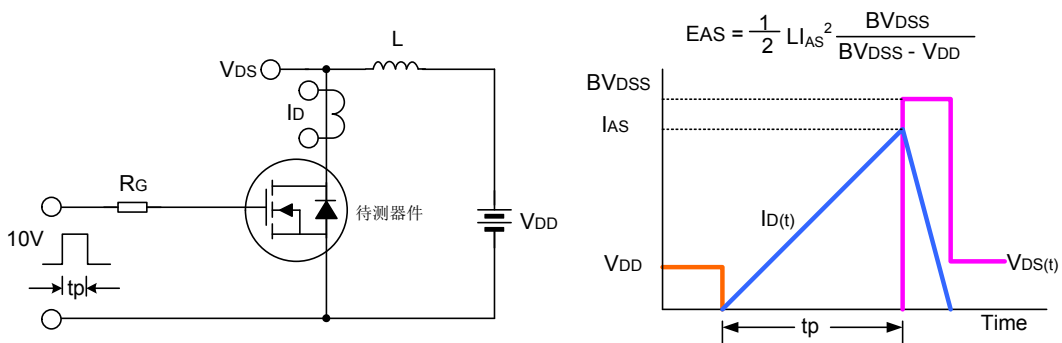 VDS
L
ID
RG
10V
tp
待测器件
VDD
EAS = 1/2 LIAS² BVDSS / (BVDSS - VDD)
BVDSS
IAS
ID(t)
VDD
VDS(t)
tp
Time